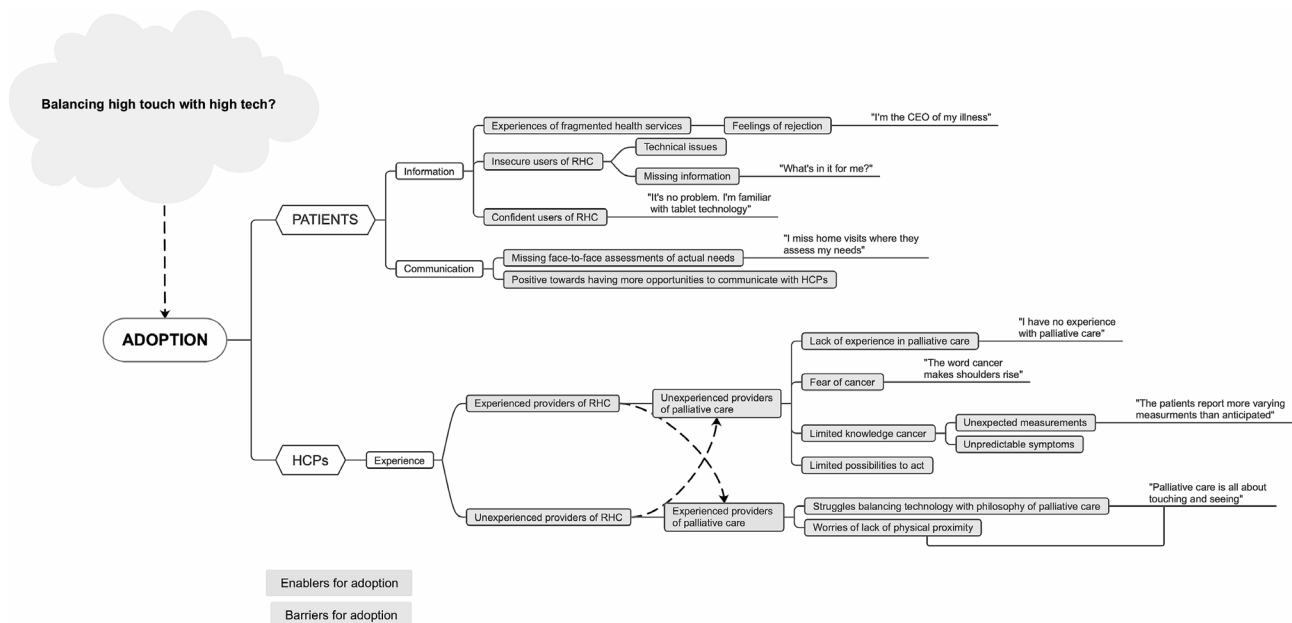 Balancing high touch with high tech?
ADOPTION
PATIENTS
Information
Experiences of fragmented health services
Feelings of rejection
"I'm the CEO of my illness"
Insecure users of RHC
Technical issues
Missing information
"What's in it for me?"
Confident users of RHC
"It's no problem. I'm familiar
with tablet technology"
Communication
Missing face-to-face assessments of actual needs
"I miss home visits where they
assess my needs"
Positive towards having more opportunities to communicate with HCPs
HCPs
Experience
Experienced providers of RHC
Unexperienced providers
of palliative care
Lack of experience in palliative care
"I have no experience
with palliative care"
Fear of cancer
"The word cancer
makes shoulders rise"
Limited knowledge cancer
Unexpected measurements
"The patients report more varying
measurments than anticipated"
Unpredictable symptoms
Limited possibilities to act
Unexperienced providers of RHC
Experienced providers
of palliative care
Struggles balancing technology with philosophy of palliative care
"Palliative care is all about
touching and seeing"
Worries of lack of physical proximity
Enablers for adoption
Barriers for adoption